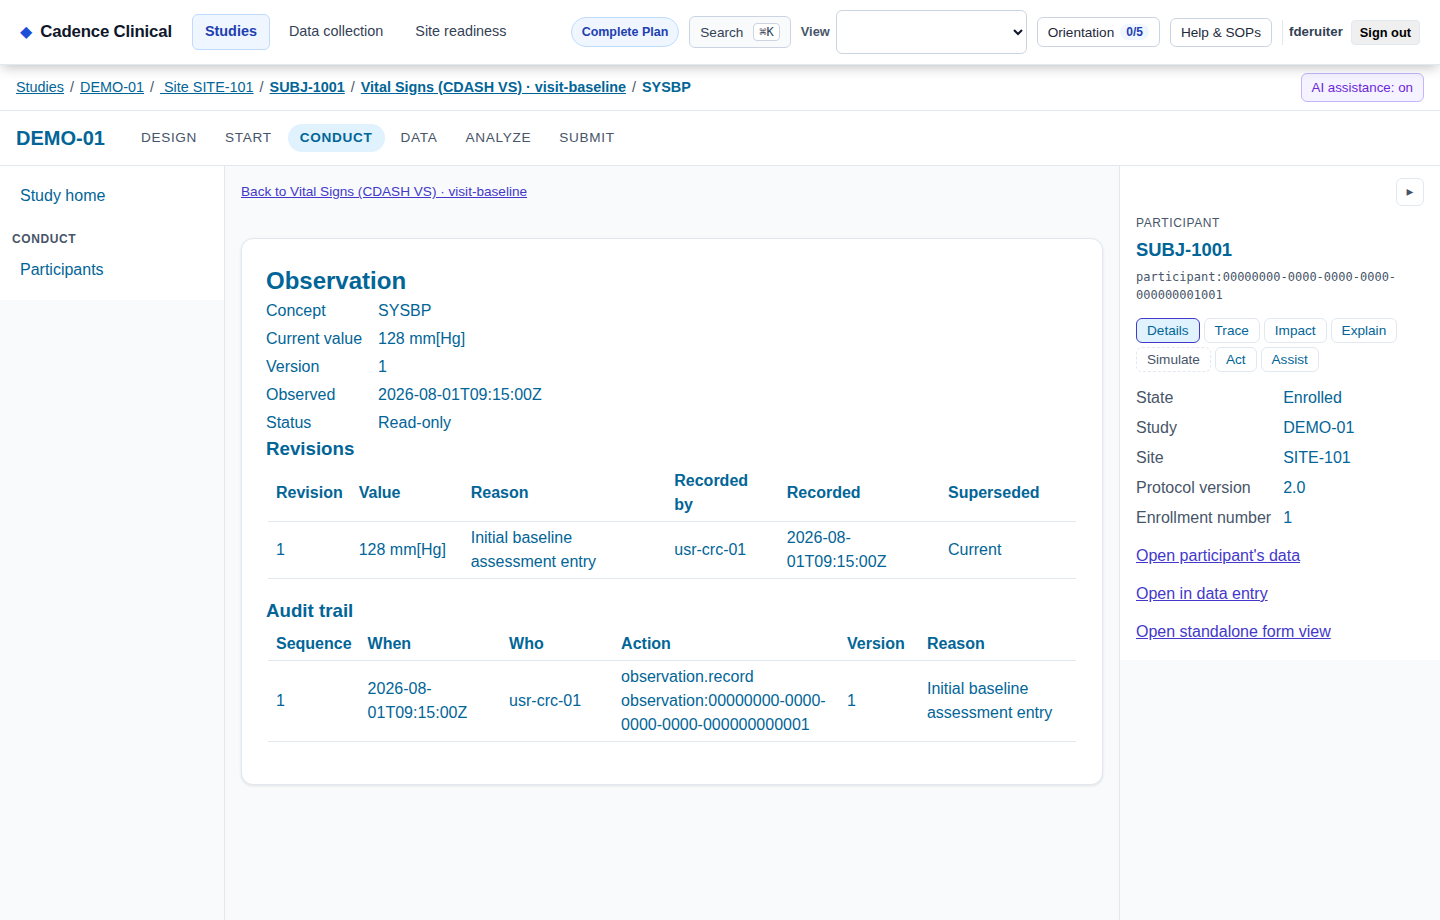 ◆ Cadence Clinical Studies Data collection Site readiness Complete Plan Search ⌘K View Orientation 0/5 Help & SOPs fderuiter Sign out
Studies / DEMO-01 / Site SITE-101 / SUBJ-1001 / Vital Signs (CDASH VS) · visit-baseline / SYSBP AI assistance: on
DEMO-01 DESIGN START CONDUCT DATA ANALYZE SUBMIT
Study home
CONDUCT
Participants
Back to Vital Signs (CDASH VS) · visit-baseline
Observation
Concept SYSBP
Current value 128 mm[Hg]
Version 1
Observed 2026-08-01T09:15:00Z
Status Read-only
Revisions
Revision Value Reason Recorded by Recorded Superseded
1 128 mm[Hg] Initial baseline assessment entry usr-crc-01 2026-08-01T09:15:00Z Current
Audit trail
Sequence When Who Action Version Reason
1 2026-08-01T09:15:00Z usr-crc-01 observation.record observation:00000000-0000-0000-0000-000000000001 1 Initial baseline assessment entry
▸
PARTICIPANT
SUBJ-1001
participant:00000000-0000-0000-0000-
000000001001
Details Trace Impact Explain
Simulate Act Assist
State Enrolled
Study DEMO-01
Site SITE-101
Protocol version 2.0
Enrollment number 1
Open participant's data
Open in data entry
Open standalone form view